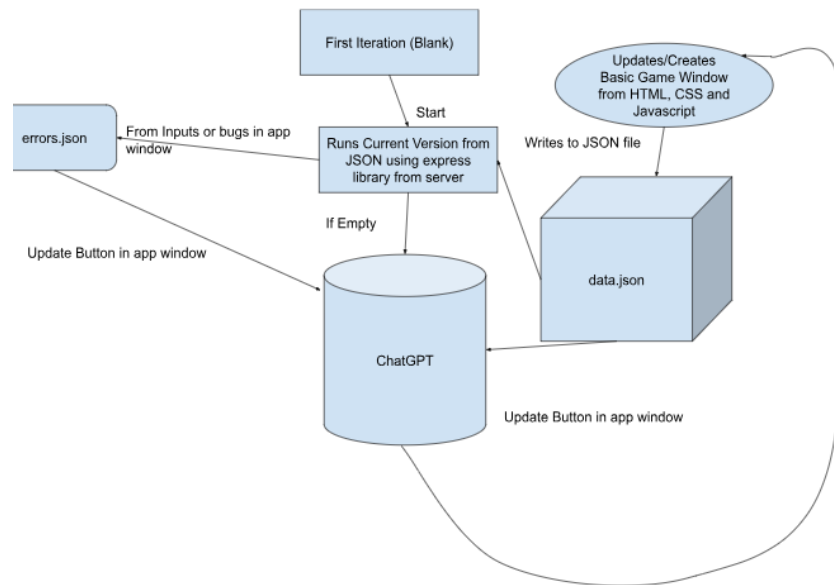 First Iteration (Blank)
Updates/Creates
Basic Game Window
from HTML, CSS and
Javascript
Start
errors.json
From Inputs or bugs in app
window
Runs Current Version from
JSON using express
library from server
Writes to JSON file
If Empty
Update Button in app window
data.json
ChatGPT
Update Button in app window